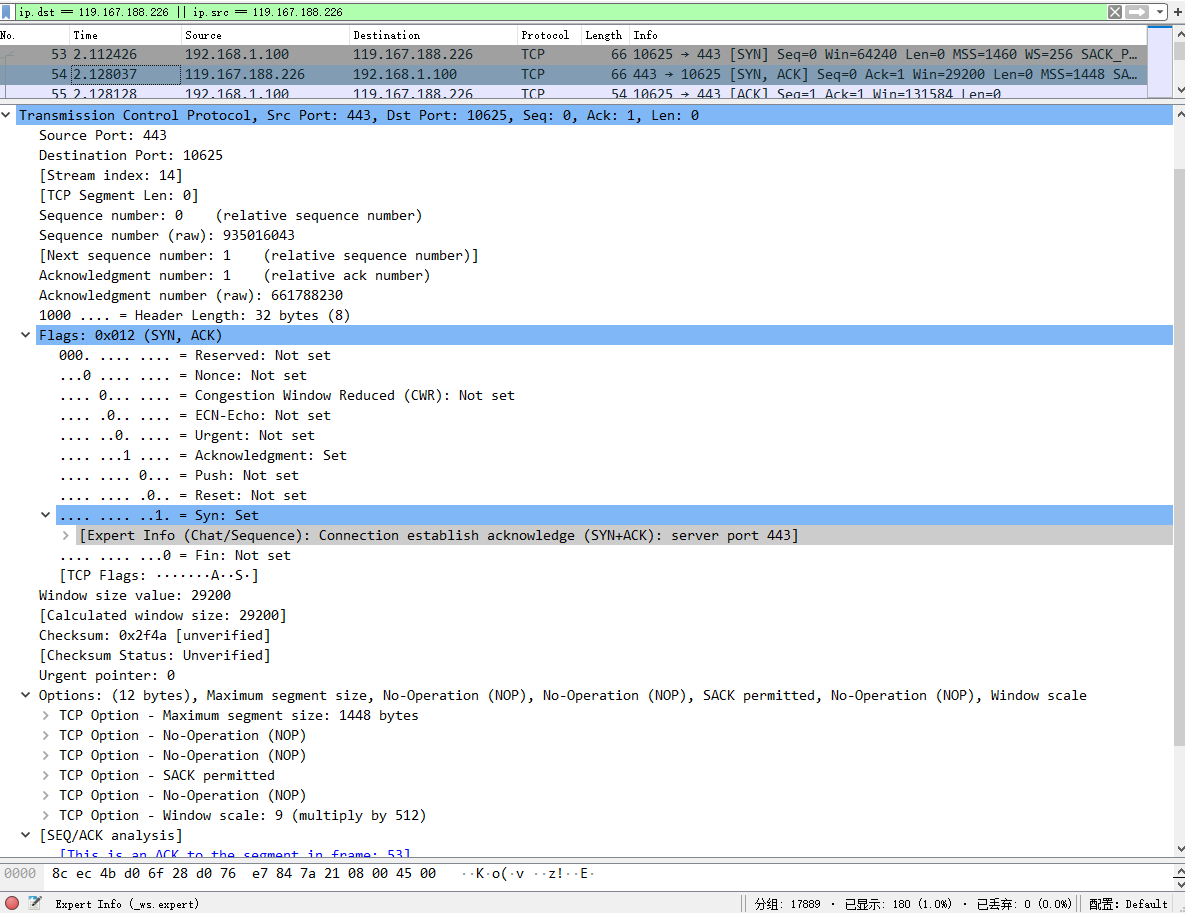 ip.dst == 119.167.188.226 || ip.src == 119.167.188.226
No. Time Source Destination Protocol Length Info
53 2.112426 192.168.1.100 119.167.188.226 TCP 66 10625 → 443 [SYN] Seq=0 Win=64240 Len=0 MSS=1460 WS=256 SACK_P…
54 2.128037 119.167.188.226 192.168.1.100 TCP 66 443 → 10625 [SYN, ACK] Seq=0 Ack=1 Win=29200 Len=0 MSS=1448 SA…
55 2.128128 192.168.1.100 119.167.188.226 TCP 54 10625 → 443 [ACK] Seq=1 Ack=1 Win=131584 Len=0
Transmission Control Protocol, Src Port: 443, Dst Port: 10625, Seq: 0, Ack: 1, Len: 0
Source Port: 443
Destination Port: 10625
[Stream index: 14]
[TCP Segment Len: 0]
Sequence number: 0    (relative sequence number)
Sequence number (raw): 935016043
[Next sequence number: 1    (relative sequence number)]
Acknowledgment number: 1    (relative ack number)
Acknowledgment number (raw): 661788230
1000 .... = Header Length: 32 bytes (8)
Flags: 0x012 (SYN, ACK)
000. .... .... = Reserved: Not set
...0 .... .... = Nonce: Not set
.... 0... .... = Congestion Window Reduced (CWR): Not set
.... .0.. .... = ECN-Echo: Not set
.... ..0. .... = Urgent: Not set
.... ...1 .... = Acknowledgment: Set
.... .... 0... = Push: Not set
.... .... .0.. = Reset: Not set
.... .... ..1. = Syn: Set
[Expert Info (Chat/Sequence): Connection establish acknowledge (SYN+ACK): server port 443]
.... .... ...0 = Fin: Not set
[TCP Flags: ·······A··S·]
Window size value: 29200
[Calculated window size: 29200]
Checksum: 0x2f4a [unverified]
[Checksum Status: Unverified]
Urgent pointer: 0
Options: (12 bytes), Maximum segment size, No-Operation (NOP), No-Operation (NOP), SACK permitted, No-Operation (NOP), Window scale
TCP Option - Maximum segment size: 1448 bytes
TCP Option - No-Operation (NOP)
TCP Option - No-Operation (NOP)
TCP Option - SACK permitted
TCP Option - No-Operation (NOP)
TCP Option - Window scale: 9 (multiply by 512)
[SEQ/ACK analysis]
[This is an ACK to the segment in frame: 53]
0000 8c ec 4b d0 6f 28 d0 76 e7 84 7a 21 08 00 45 00 ··K·o(·v ··z!··E·
Expert Info (_ws.expert) 分组: 17889 · 已显示: 180 (1.0%) · 已丢弃: 0 (0.0%) 配置: Default